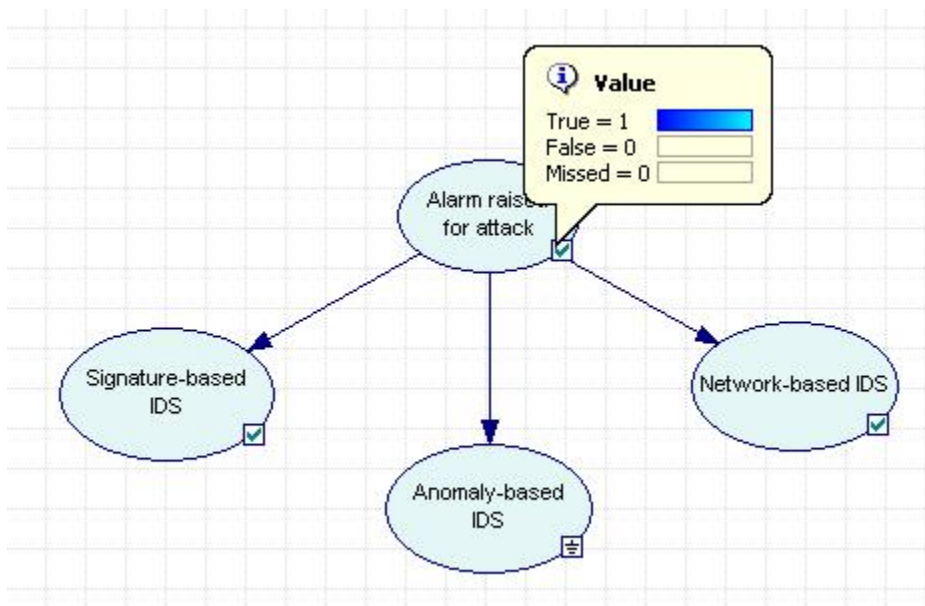 Value
True = 1
False = 0
Missed = 0
Alarm raised
for attack
Signature-based
IDS
Network-based IDS
Anomaly-based
IDS